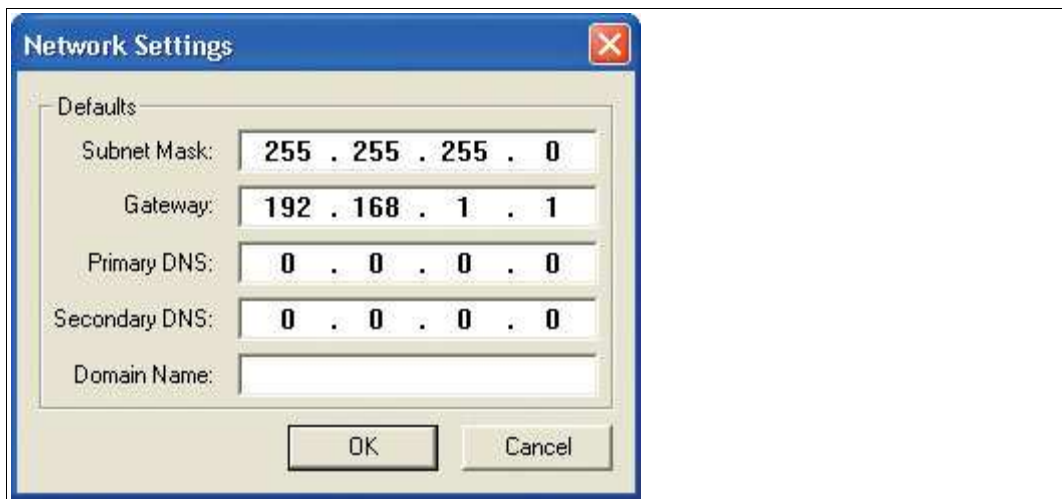 Network Settings
Defaults
Subnet Mask: 255 . 255 . 255 . 0
Gateway: 192 . 168 . 1 . 1
Primary DNS: 0 . 0 . 0 . 0
Secondary DNS: 0 . 0 . 0 . 0
Domain Name:
OK Cancel